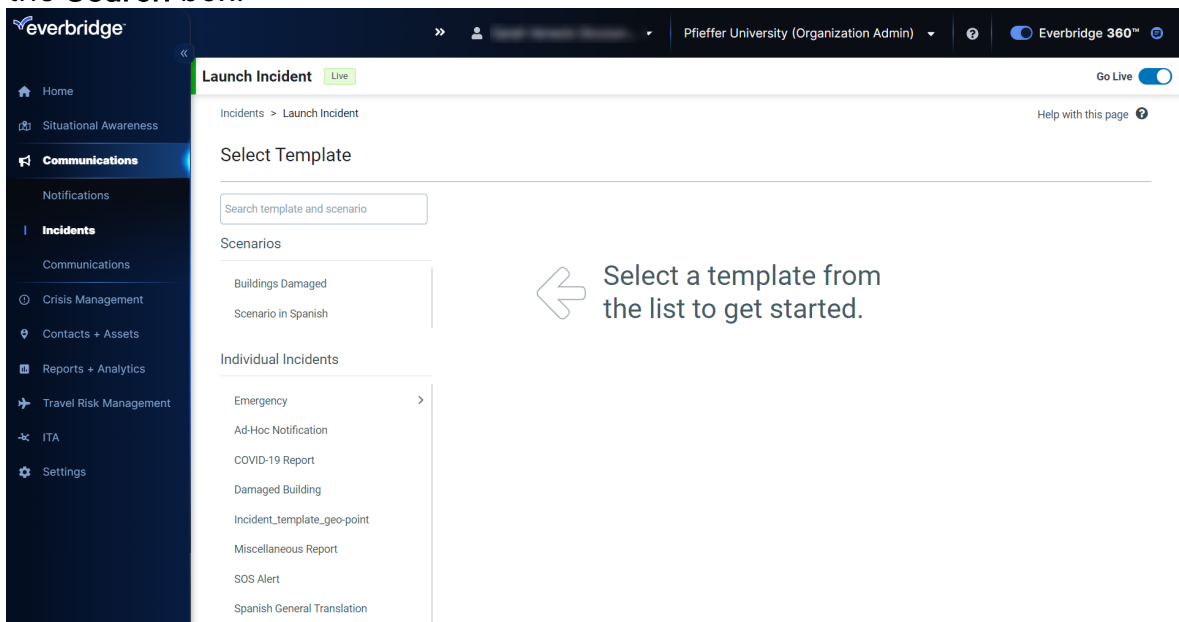 the Search box.
everbridge™
Pfieffer University (Organization Admin)
Everbridge 360™
Launch Incident
Live
Go Live
Home
Situational Awareness
Communications
Notifications
Incidents
Communications
Crisis Management
Contacts + Assets
Reports + Analytics
Travel Risk Management
ITA
Settings
Incidents > Launch Incident
Help with this page
Select Template
Search template and scenario
Scenarios
Buildings Damaged
Scenario in Spanish
Individual Incidents
Emergency
Ad-Hoc Notification
COVID-19 Report
Damaged Building
Incident_template_geo-point
Miscellaneous Report
SOS Alert
Spanish General Translation
Select a template from
the list to get started.